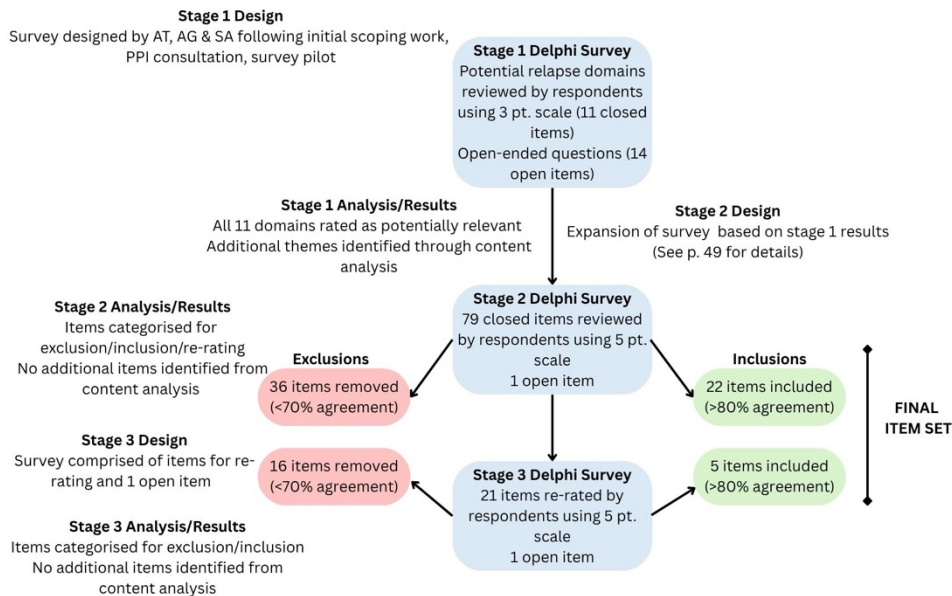 Stage 1 Design
Survey designed by AT, AG & SA following initial scoping work,
PPI consultation, survey pilot
Stage 1 Delphi Survey
Potential relapse domains
reviewed by respondents
using 3 pt. scale (11 closed
items)
Open-ended questions (14
open items)
Stage 1 Analysis/Results
All 11 domains rated as potentially relevant
Additional themes identified through content
analysis
Stage 2 Design
Expansion of survey based on stage 1 results
(See p. 49 for details)
Stage 2 Delphi Survey
79 closed items reviewed
by respondents using 5 pt.
scale
1 open item
Stage 2 Analysis/Results
Items categorised for
exclusion/inclusion/re-rating
No additional items identified from
content analysis
Exclusions
36 items removed
(<70% agreement)
Inclusions
22 items included
(>80% agreement)
FINAL
ITEM SET
Stage 3 Design
Survey comprised of items for re-
rating and 1 open item
16 items removed
(<70% agreement)
Stage 3 Delphi Survey
21 items re-rated by
respondents using 5 pt.
scale
1 open item
5 items included
(>80% agreement)
Stage 3 Analysis/Results
Items categorised for exclusion/inclusion
No additional items identified from
content analysis